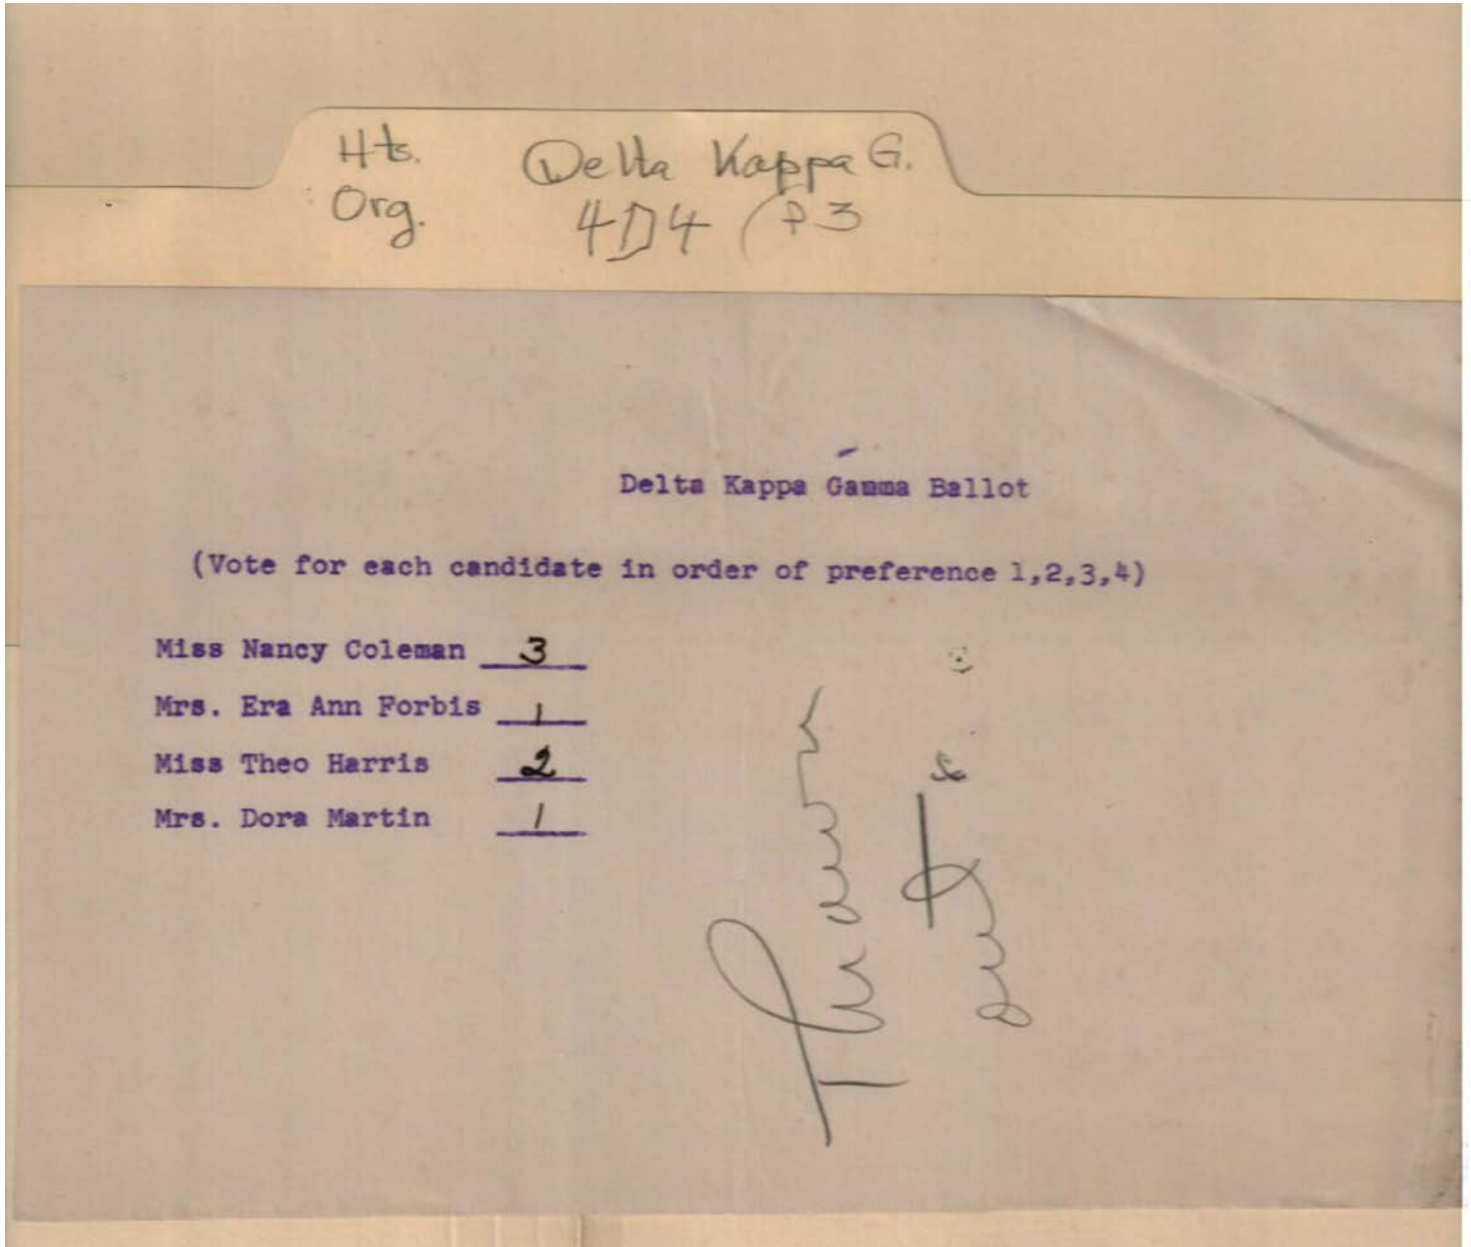 Hts. Delta Kappa G.
Org. 4D4 (P3
Delta Kappa Gamma Ballot
(Vote for each candidate in order of preference 1,2,3,4)
Miss Nancy Coleman 3
Mrs. Era Ann Forbis 1
Miss Theo Harris 2
Mrs. Dora Martin 1